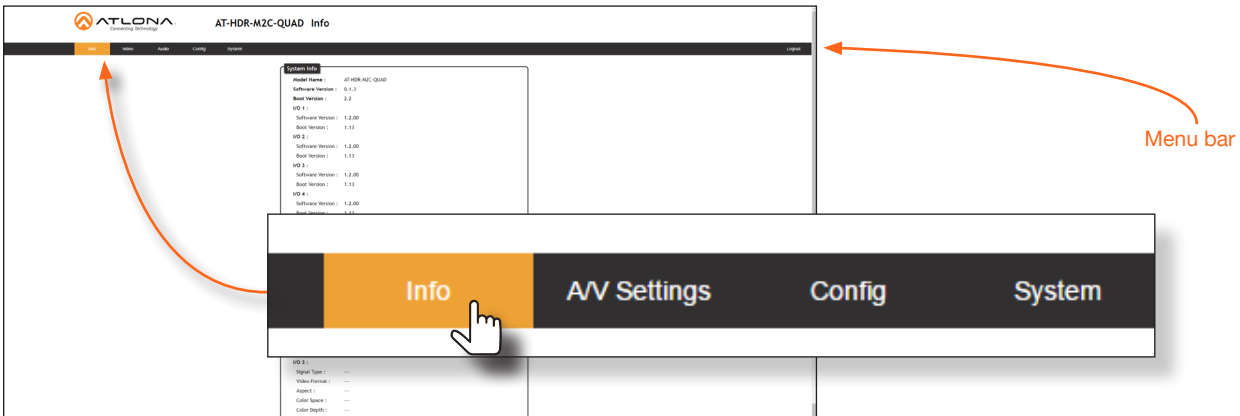 ATLONA.
Connecting Technology
AT-HDR-M2C-QUAD Info
Info Video Audio Config System Logout
System Info
Model Name : AT-HDR-M2C-QUAD
Software Version : 0.1.3
Boot Version : 2.2
I/O 1 :
Software Version : 1.2.00
Boot Version : 1.13
I/O 2 :
Software Version : 1.2.00
Boot Version : 1.13
I/O 3 :
Software Version : 1.2.00
Boot Version : 1.13
I/O 4 :
Software Version : 1.2.00
Boot Version : 1.13
Menu bar
Info A/V Settings Config System
I/O 3 :
Signal Type : ---
Video Format : ---
Aspect : ---
Color Space : ---
Color Depth : ---